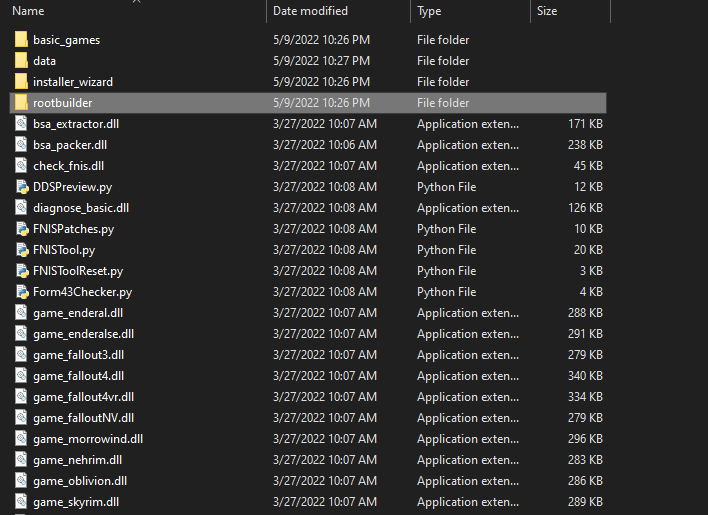 Name Date modified Type Size
basic_games 5/9/2022 10:26 PM File folder
data 5/9/2022 10:27 PM File folder
installer_wizard 5/9/2022 10:26 PM File folder
rootbuilder 5/9/2022 10:26 PM File folder
bsa_extractor.dll 3/27/2022 10:07 AM Application exten... 171 KB
bsa_packer.dll 3/27/2022 10:06 AM Application exten... 238 KB
check_fnis.dll 3/27/2022 10:07 AM Application exten... 45 KB
DDSPreview.py 3/27/2022 10:08 AM Python File 12 KB
diagnose_basic.dll 3/27/2022 10:08 AM Application exten... 126 KB
FNISPatches.py 3/27/2022 10:08 AM Python File 10 KB
FNISTool.py 3/27/2022 10:08 AM Python File 20 KB
FNISToolReset.py 3/27/2022 10:08 AM Python File 3 KB
Form43Checker.py 3/27/2022 10:08 AM Python File 4 KB
game_enderal.dll 3/27/2022 10:07 AM Application exten... 288 KB
game_enderalse.dll 3/27/2022 10:07 AM Application exten... 291 KB
game_fallout3.dll 3/27/2022 10:07 AM Application exten... 279 KB
game_fallout4.dll 3/27/2022 10:07 AM Application exten... 340 KB
game_fallout4vr.dll 3/27/2022 10:07 AM Application exten... 334 KB
game_falloutNV.dll 3/27/2022 10:07 AM Application exten... 279 KB
game_morrowind.dll 3/27/2022 10:07 AM Application exten... 296 KB
game_nehrim.dll 3/27/2022 10:07 AM Application exten... 283 KB
game_oblivion.dll 3/27/2022 10:07 AM Application exten... 286 KB
game_skyrim.dll 3/27/2022 10:07 AM Application exten... 289 KB